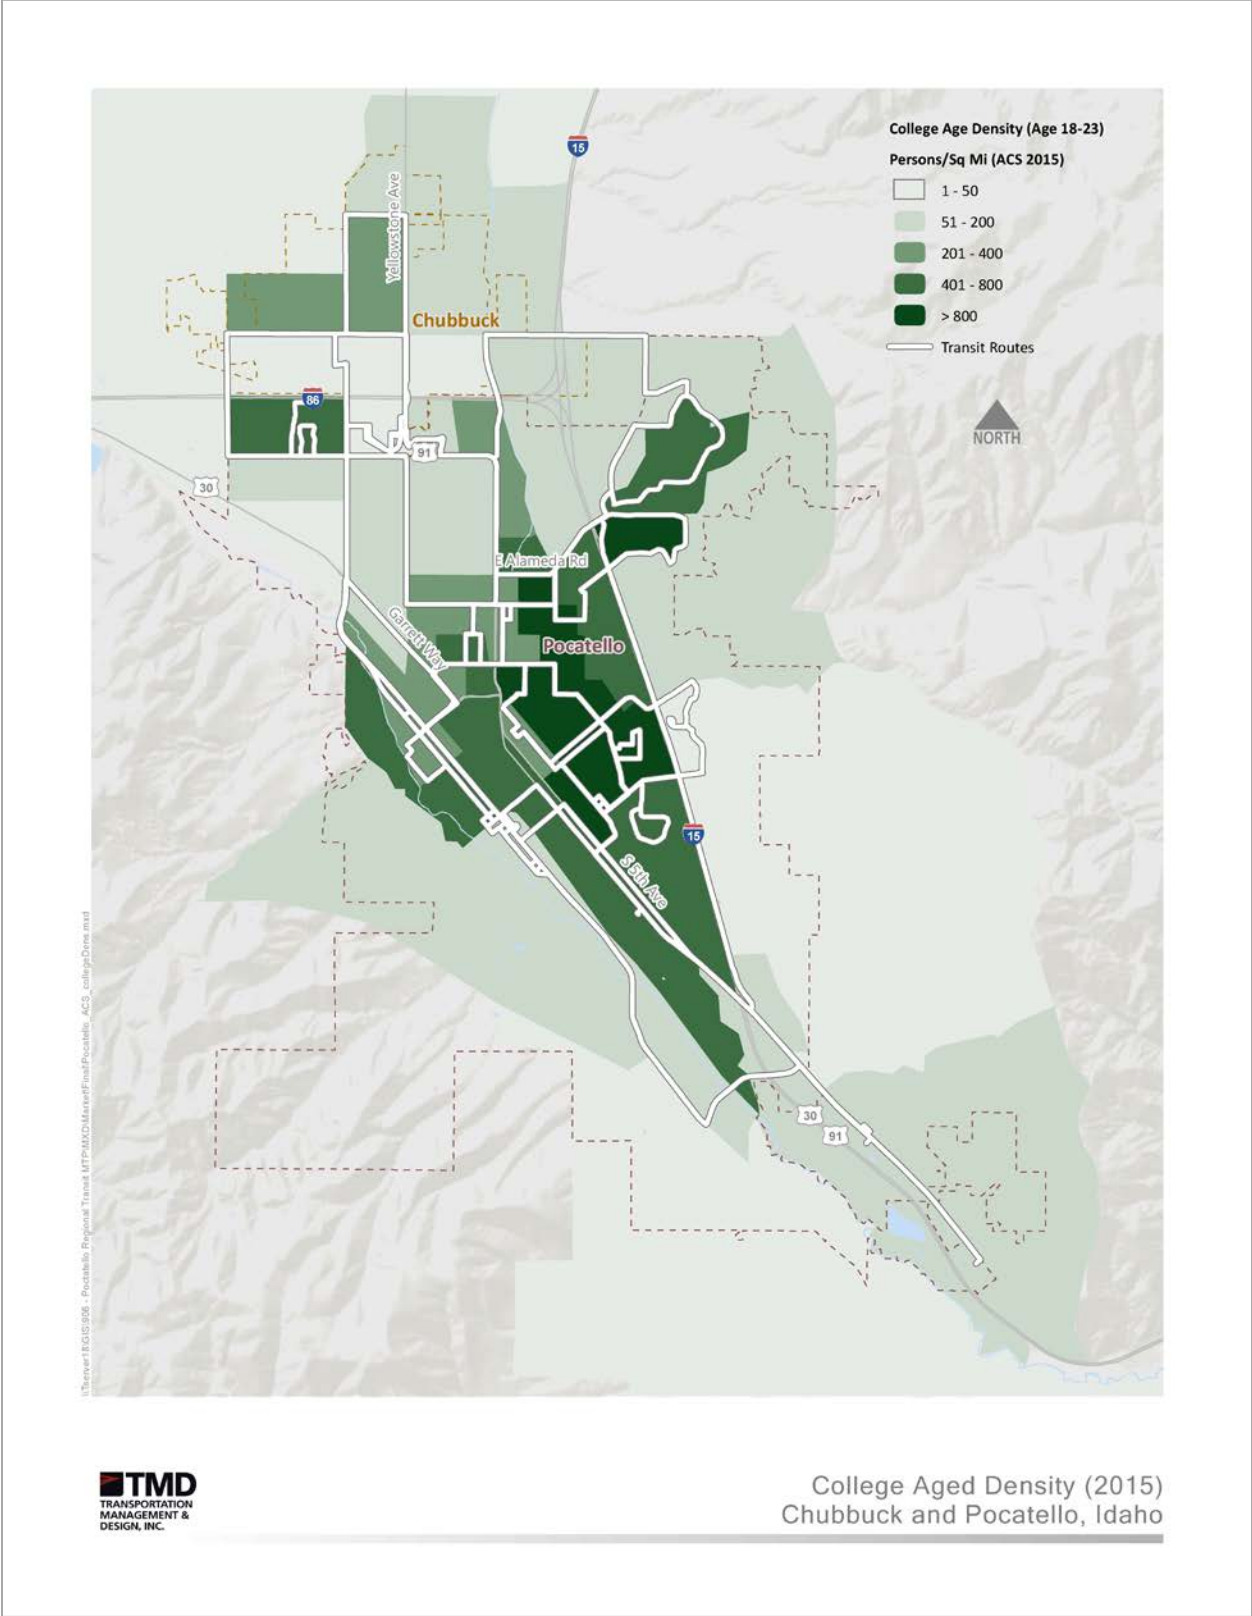 College Age Density (Age 18-23)
Persons/Sq Mi (ACS 2015)
1 - 50
51 - 200
201 - 400
401 - 800
> 800
Transit Routes
NORTH
15
Yellowstone Ave
Chubbuck
86
91
30
E Alameda Rd
Garrett Way
Pocatello
15
S 5th Ave
30
91
TMD
TRANSPORTATION
MANAGEMENT &
DESIGN, INC.
College Aged Density (2015)
Chubbuck and Pocatello, Idaho